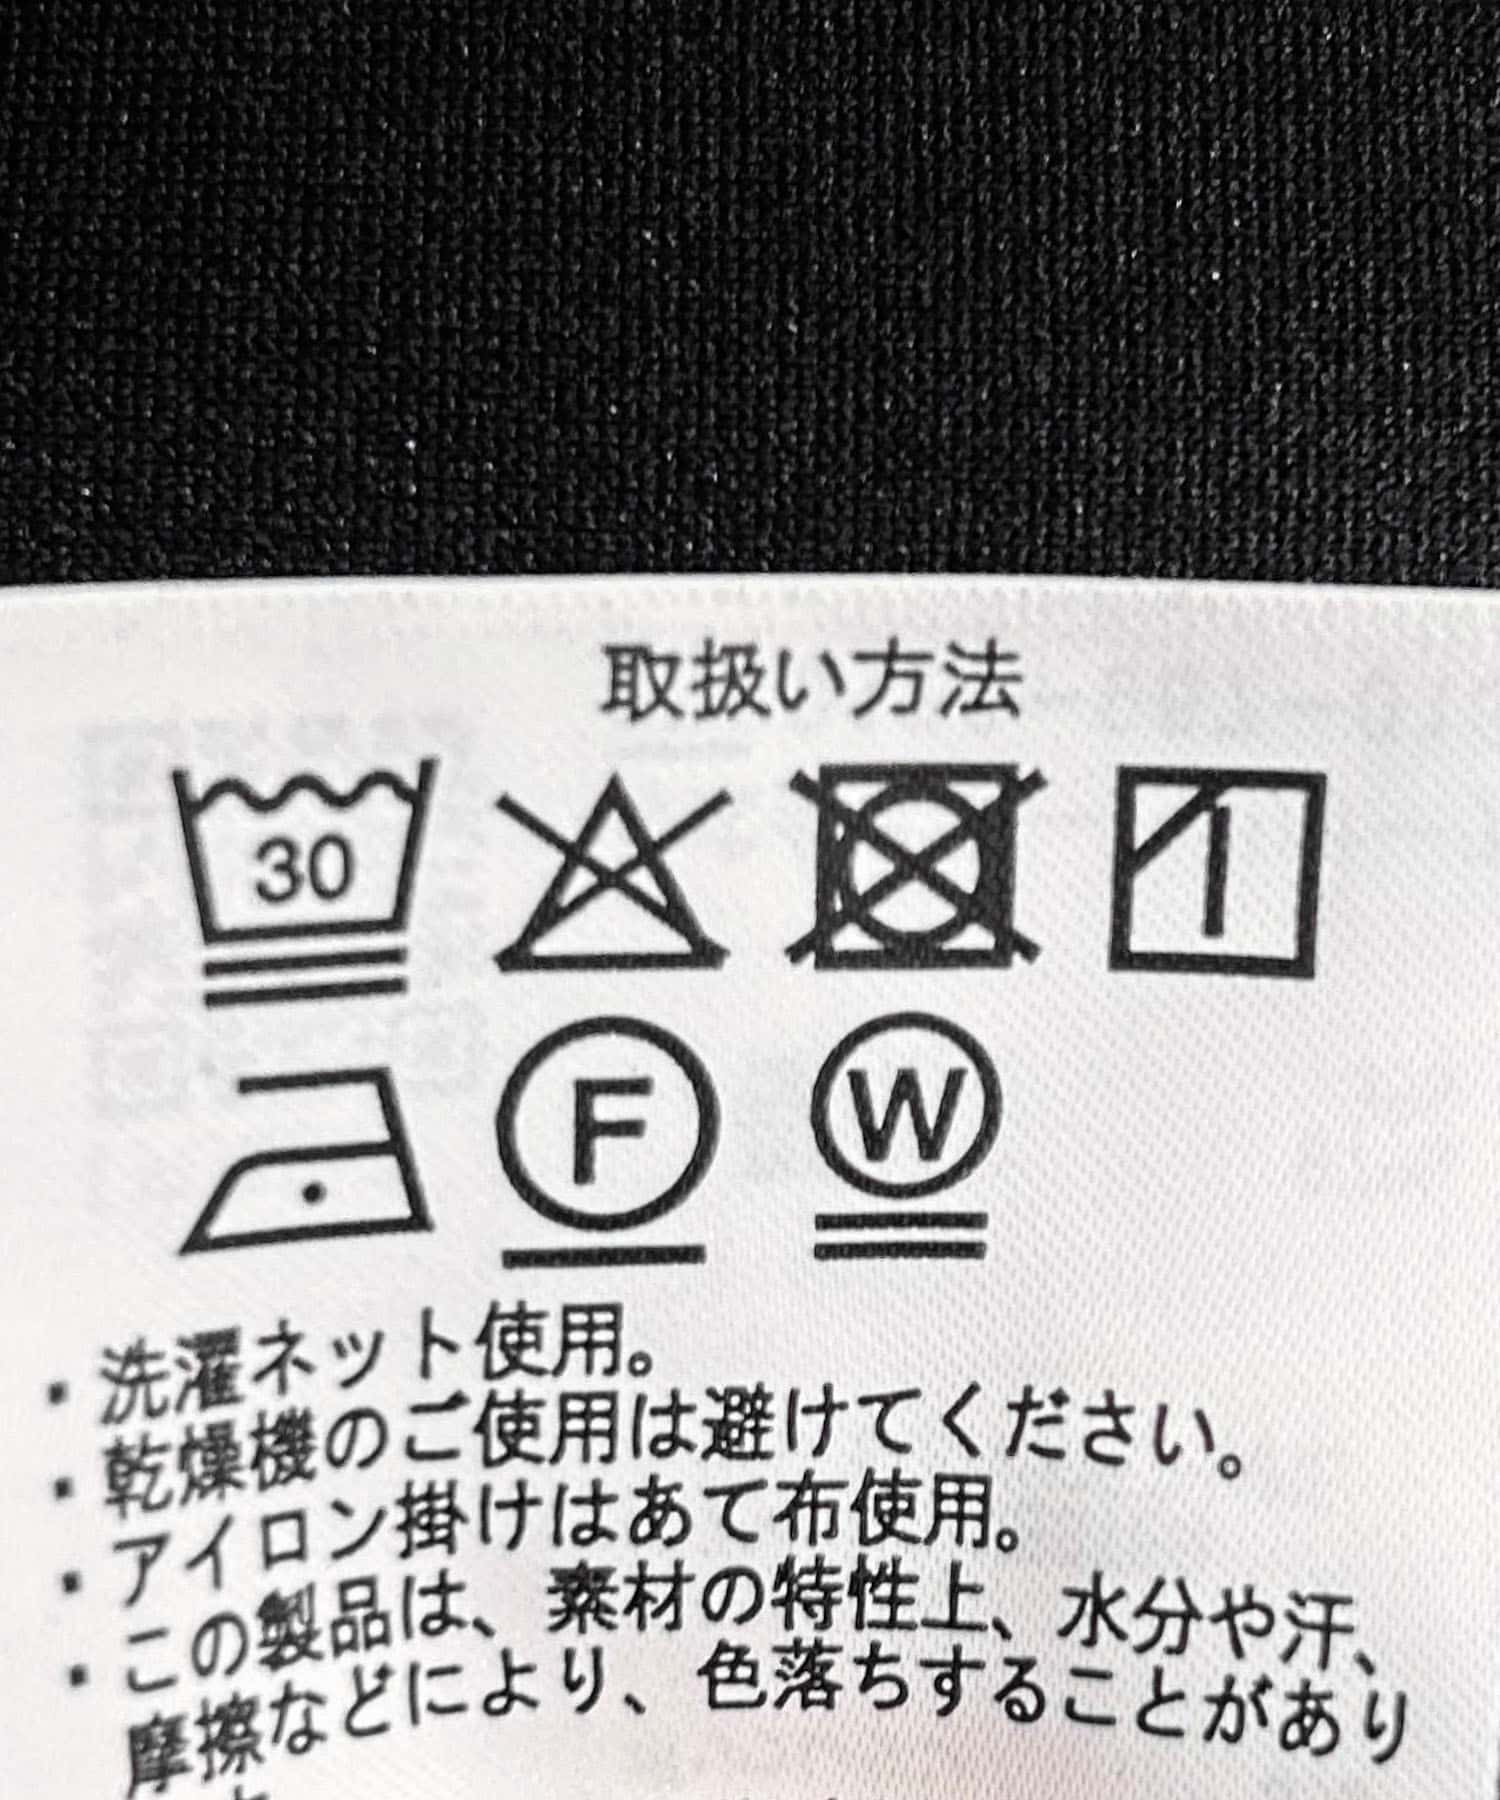 取扱い方法
30
F W
・洗濯ネット使用。
・乾燥機のご使用は避けてください。
・アイロン掛けはあて布使用。
・この製品は、素材の特性上、水分や汗、
摩擦などにより、色落ちすることがあり